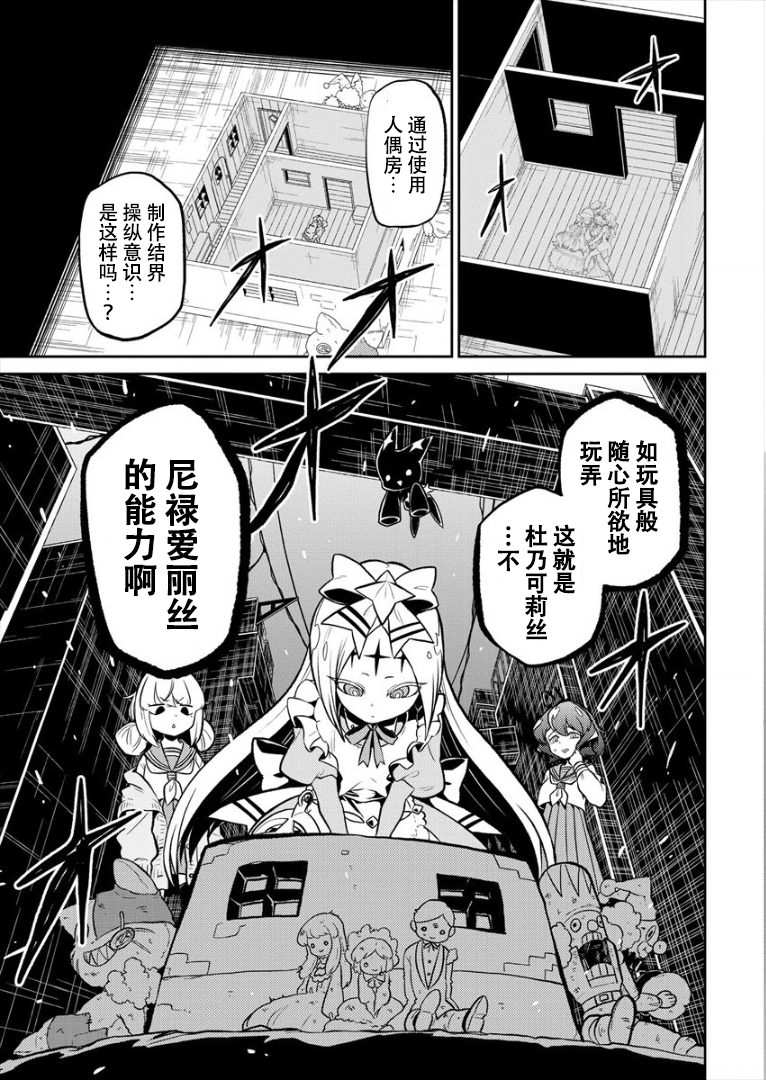 通过使用
人偶房…
制作结界
操纵意识…
是这样吗…？
如玩具般
随心所欲地
玩弄
这就是
杜乃可莉丝
…不
尼禄爱丽丝
的能力啊